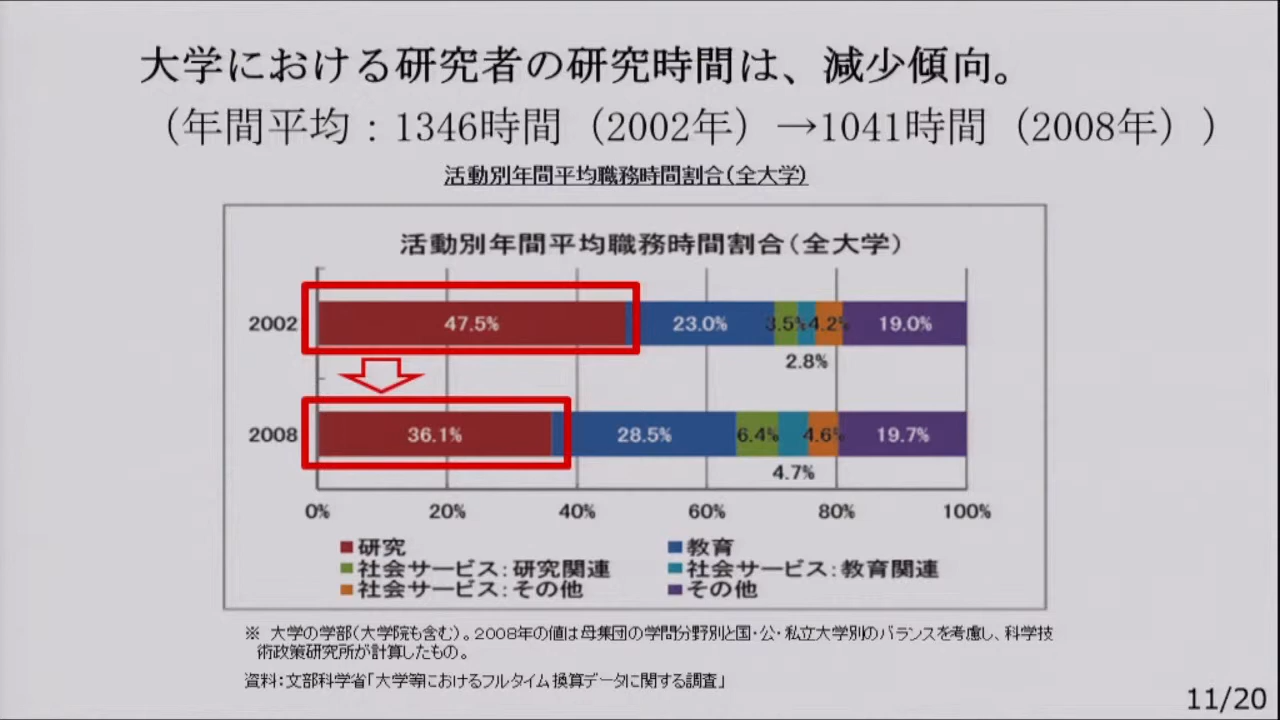 大学における研究者の研究時間は、減少傾向。
（年間平均：1346時間（2002年）→1041時間（2008年））
活動別年間平均職務時間割合（全大学）
活動別年間平均職務時間割合（全大学）
2002 47.5% 23.0% 3.5% 4.2% 19.0%
2.8%
2008 36.1% 28.5% 6.4% 4.6% 19.7%
4.7%
0% 20% 40% 60% 80% 100%
研究 教育
社会サービス：研究関連 社会サービス：教育関連
社会サービス：その他 その他
※ 大学の学部（大学院も含む）。2008年の値は母集団の学問分野別と国・公・私立大学別のバランスを考慮し、科学技
術政策研究所が計算したもの。
資料：文部科学省「大学等におけるフルタイム換算データに関する調査」
11/20